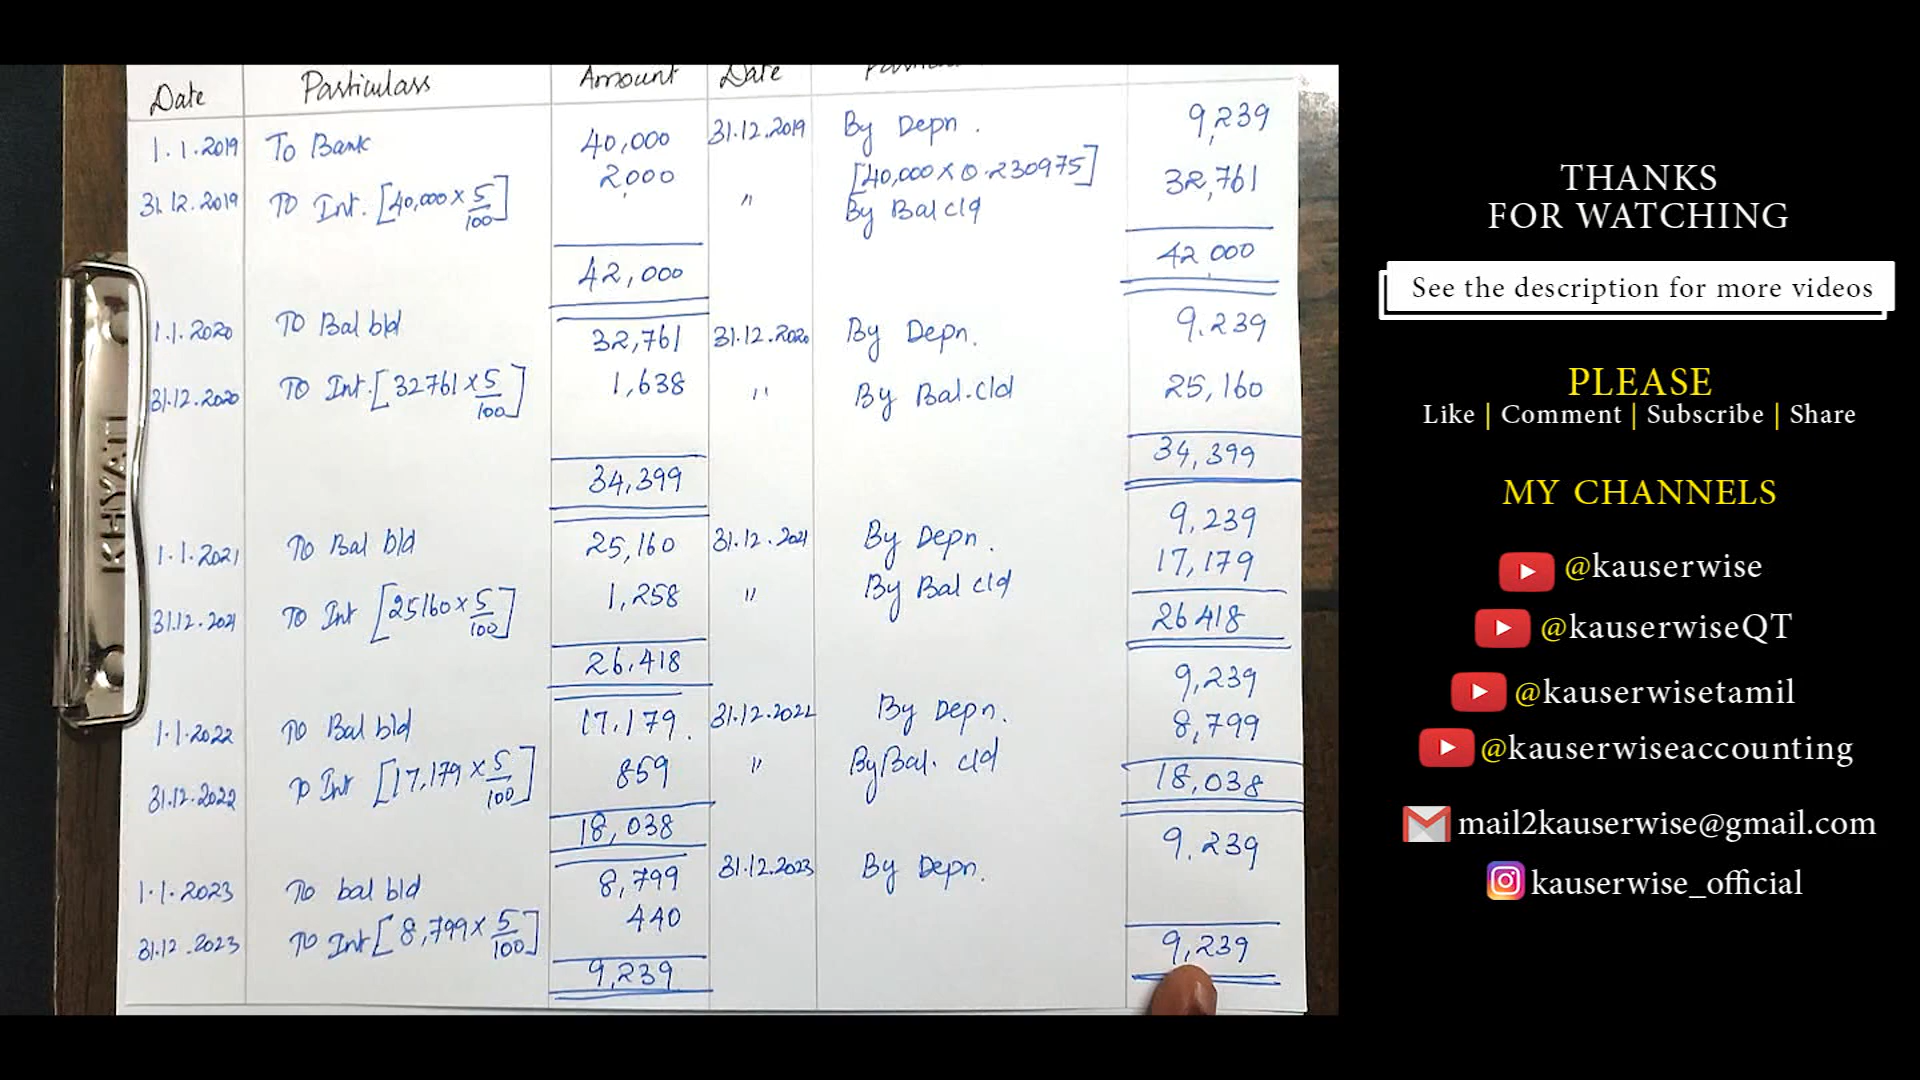 Date Particulars Amount Date
1.1.2019 To Bank 40,000 31.12.2019 By Depn. 9,239
[40,000 x 0.230975]
31.12.2019 To Int. [40,000 x 5/100] 2,000 " By Bal c/d 32,761
42,000 42,000
1.1.2020 To Bal b/d 32,761 31.12.2020 By Depn. 9,239
31.12.2020 To Int. [32761 x 5/100] 1,638 " By Bal. c/d 25,160
34,399 34,399
1.1.2021 To Bal b/d 25,160 31.12.2021 By Depn. 9,239
31.12.2021 To Int [25160 x 5/100] 1,258 " By Bal c/d 17,179
26,418 26418
1.1.2022 To Bal b/d 17,179. 31.12.2022 By Depn. 9,239
31.12.2022 To Int [17,179 x 5/100] 859 " By Bal. c/d 8,799
18,038 18,038
1.1.2023 To bal b/d 8,799 31.12.2023 By Depn. 9,239
31.12.2023 To Int [8,799 x 5/100] 440
9,239 9,239
KHYATI
THANKS
FOR WATCHING
See the description for more videos
PLEASE
Like | Comment | Subscribe | Share
MY CHANNELS
@kauserwise
@kauserwiseQT
@kauserwisetamil
@kauserwiseaccounting
mail2kauserwise@gmail.com
kauserwise_official